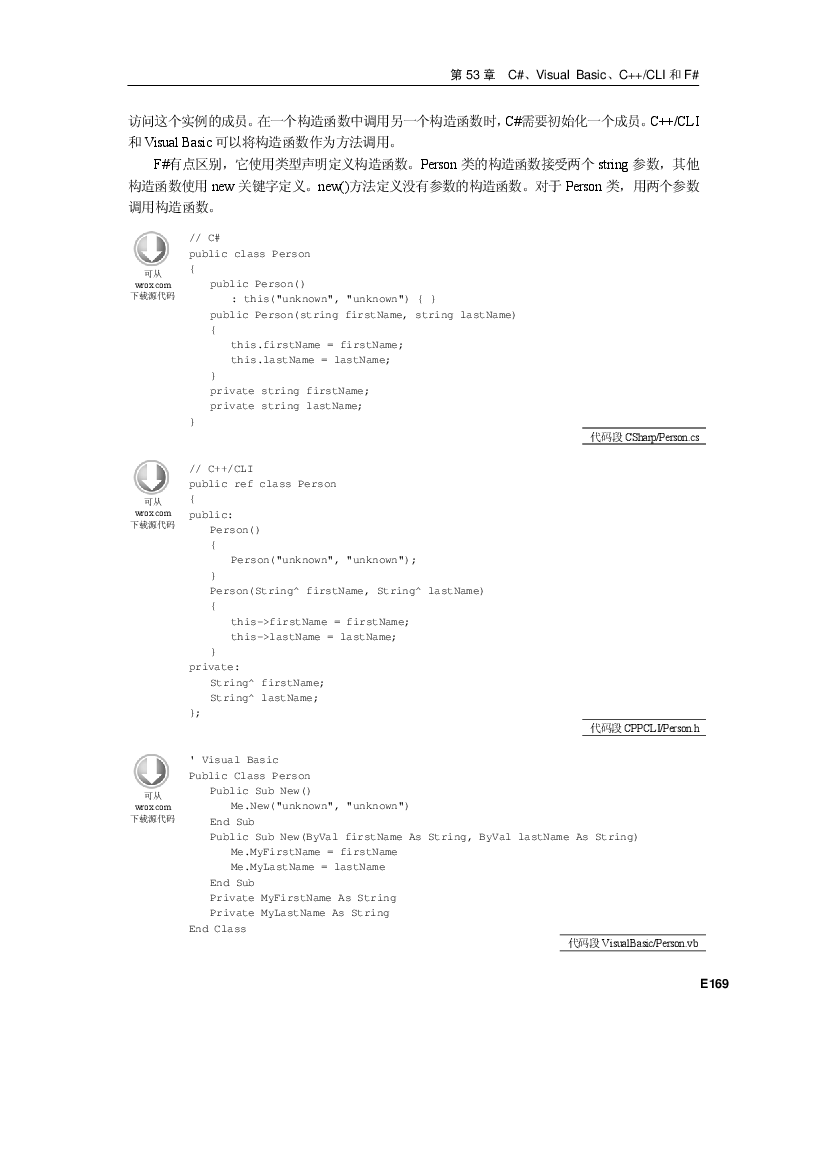 第 53 章 C#、Visual Basic、C++/CLI 和 F#
访问这个实例的成员。在一个构造函数中调用另一个构造函数时，C#需要初始化一个成员。C++/CLI
和 Visual Basic 可以将构造函数作为方法调用。
F#有点区别，它使用类型声明定义构造函数。Person 类的构造函数接受两个 string 参数，其他
构造函数使用 new 关键字定义。new()方法定义没有参数的构造函数。对于 Person 类，用两个参数
调用构造函数。
可从
wrox.com
下载源代码
// C#
public class Person
{
public Person()
: this("unknown", "unknown") { }
public Person(string firstName, string lastName)
{
this.firstName = firstName;
this.lastName = lastName;
}
private string firstName;
private string lastName;
}
代码段 CSharp/Person.cs
可从
wrox.com
下载源代码
// C++/CLI
public ref class Person
{
public:
Person()
{
Person("unknown", "unknown");
}
Person(String^ firstName, String^ lastName)
{
this->firstName = firstName;
this->lastName = lastName;
}
private:
String^ firstName;
String^ lastName;
};
代码段 CPPCLI/Person.h
可从
wrox.com
下载源代码
' Visual Basic
Public Class Person
Public Sub New()
Me.New("unknown", "unknown")
End Sub
Public Sub New(ByVal firstName As String, ByVal lastName As String)
Me.MyFirstName = firstName
Me.MyLastName = lastName
End Sub
Private MyFirstName As String
Private MyLastName As String
End Class
代码段 VisualBasic/Person.vb
E169